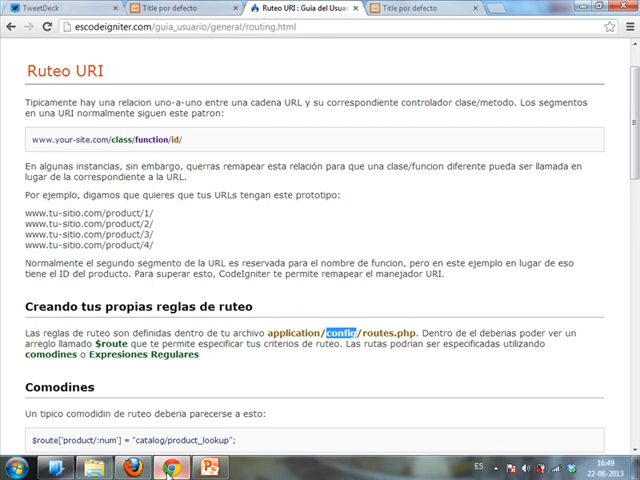 TweetDeck
Title por defecto
Ruteo URI : Guia del Usuar
Title por defecto
escodeigniter.com/guia_usuario/general/routing.html
Ruteo URI
Tipicamente hay una relacion uno-a-uno entre una cadena URL y su correspondiente controlador clase/metodo. Los segmentos
en una URI normalmente siguen este patron:
www.your-site.com/class/function/id/
En algunas instancias, sin embargo, querras remapear esta relación para que una clase/funcion diferente pueda ser llamada en
lugar de la correspondiente a la URL.
Por ejemplo, digamos que quieres que tus URLs tengan este prototipo:
www.tu-sitio.com/product/1/
www.tu-sitio.com/product/2/
www.tu-sitio.com/product/3/
www.tu-sitio.com/product/4/
Normalmente el segundo segmento de la URL es reservada para el nombre de funcion, pero en este ejemplo en lugar de eso
tiene el ID del producto. Para superar esto, CodeIgniter te permite remapear el manejador URI.
Creando tus propias reglas de ruteo
Las reglas de ruteo son definidas dentro de tu archivo application/config/routes.php. Dentro de el deberias poder ver un
arreglo llamado $route que te permite especificar tus criterios de ruteo. Las rutas podrian ser especificadas utilizando
comodines o Expresiones Regulares
Comodines
Un tipico comodidin de ruteo deberia parecerse a esto:
$route['product/:num'] = "catalog/product_lookup";
ES
16:49
22-06-2013